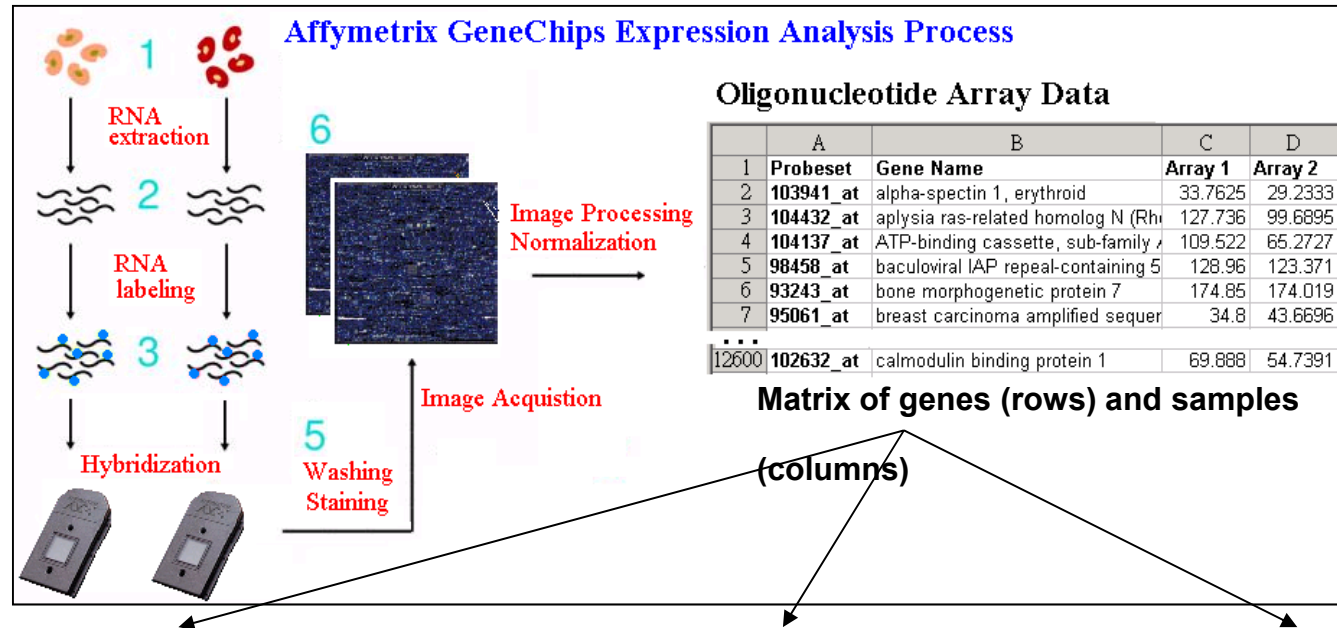 Affymetrix GeneChips Expression Analysis Process
1
RNA
extraction
2
RNA
labeling
3
Hybridization
5
Washing
Staining
Image Acquistion
6
Image Processing
Normalization
Oligonucleotide Array Data
A B C D
1 Probeset Gene Name Array 1 Array 2
2 103941_at alpha-spectin 1, erythroid 33.7625 29.2333
3 104432_at aplysia ras-related homolog N (Rh 127.736 99.6895
4 104137_at ATP-binding cassette, sub-family 109.522 65.2727
5 98458_at baculoviral IAP repeal-containing 5 128.96 123.371
6 93243_at bone morphogenetic protein 7 174.85 174.019
7 95061_at breast carcinoma amplified sequer 34.8 43.6696
...
12600 102632_at calmodulin binding protein 1 69.888 54.7391
Matrix of genes (rows) and samples
(columns)